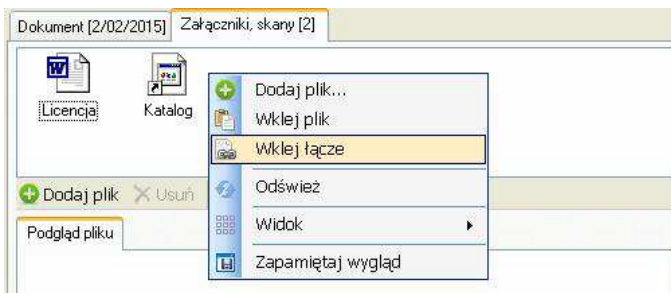 Dokument [2/02/2015] Załączniki, skany [2]
Licencja Katalog
Dodaj plik...
Wklej plik
Wklej łącze
Odśwież
Widok
Zapamiętaj wygląd
Dodaj plik Usuń
Podgląd pliku